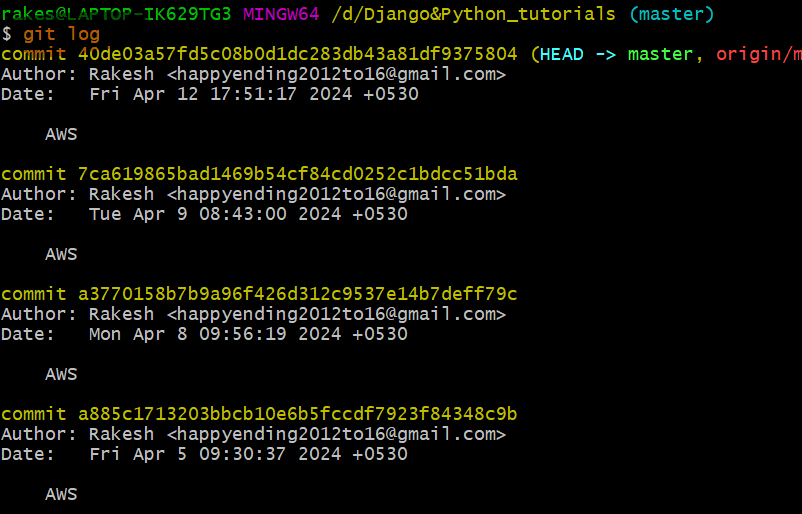 rakes@LAPTOP-IK629TG3 MINGW64 /d/Django&Python_tutorials (master)
$ git log
commit 40de03a57fd5c08b0d1dc283db43a81df9375804 (HEAD -> master, origin/m
Author: Rakesh <happyending2012to16@gmail.com>
Date:   Fri Apr 12 17:51:17 2024 +0530
AWS
commit 7ca619865bad1469b54cf84cd0252c1bdcc51bda
Author: Rakesh <happyending2012to16@gmail.com>
Date:   Tue Apr 9 08:43:00 2024 +0530
AWS
commit a3770158b7b9a96f426d312c9537e14b7deff79c
Author: Rakesh <happyending2012to16@gmail.com>
Date:   Mon Apr 8 09:56:19 2024 +0530
AWS
commit a885c1713203bbcb10e6b5fccdf7923f84348c9b
Author: Rakesh <happyending2012to16@gmail.com>
Date:   Fri Apr 5 09:30:37 2024 +0530
AWS